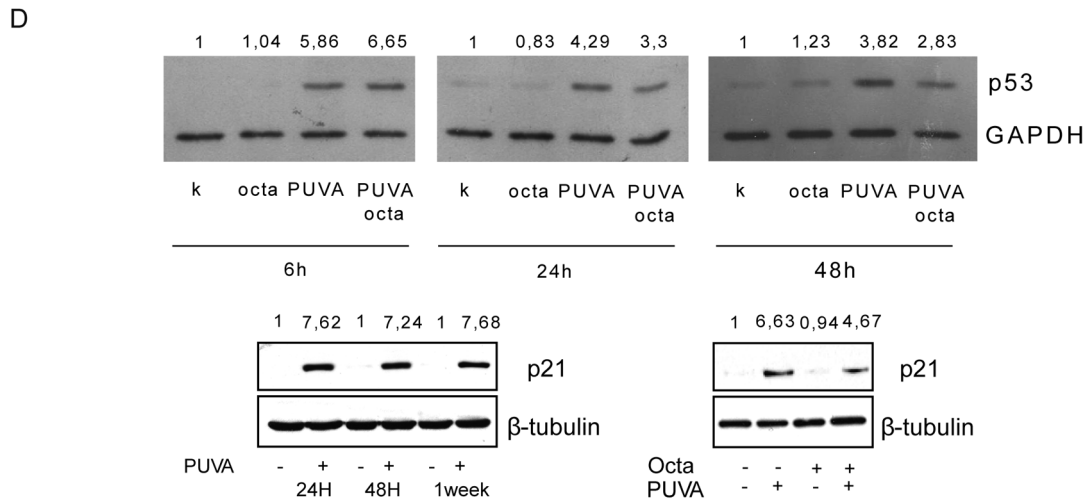 D
1 1,04 5,86 6,65 1 0,83 4,29 3,3 1 1,23 3,82 2,83
p53
GAPDH
k octa PUVA PUVA octa k octa PUVA PUVA octa k octa PUVA PUVA octa
6h 24h 48h
1 7,62 1 7,24 1 7,68 1 6,63 0,94 4,67
p21 p21
β-tubulin β-tubulin
PUVA - + - + - + Octa - - + +
24H 48H 1week PUVA - + - +